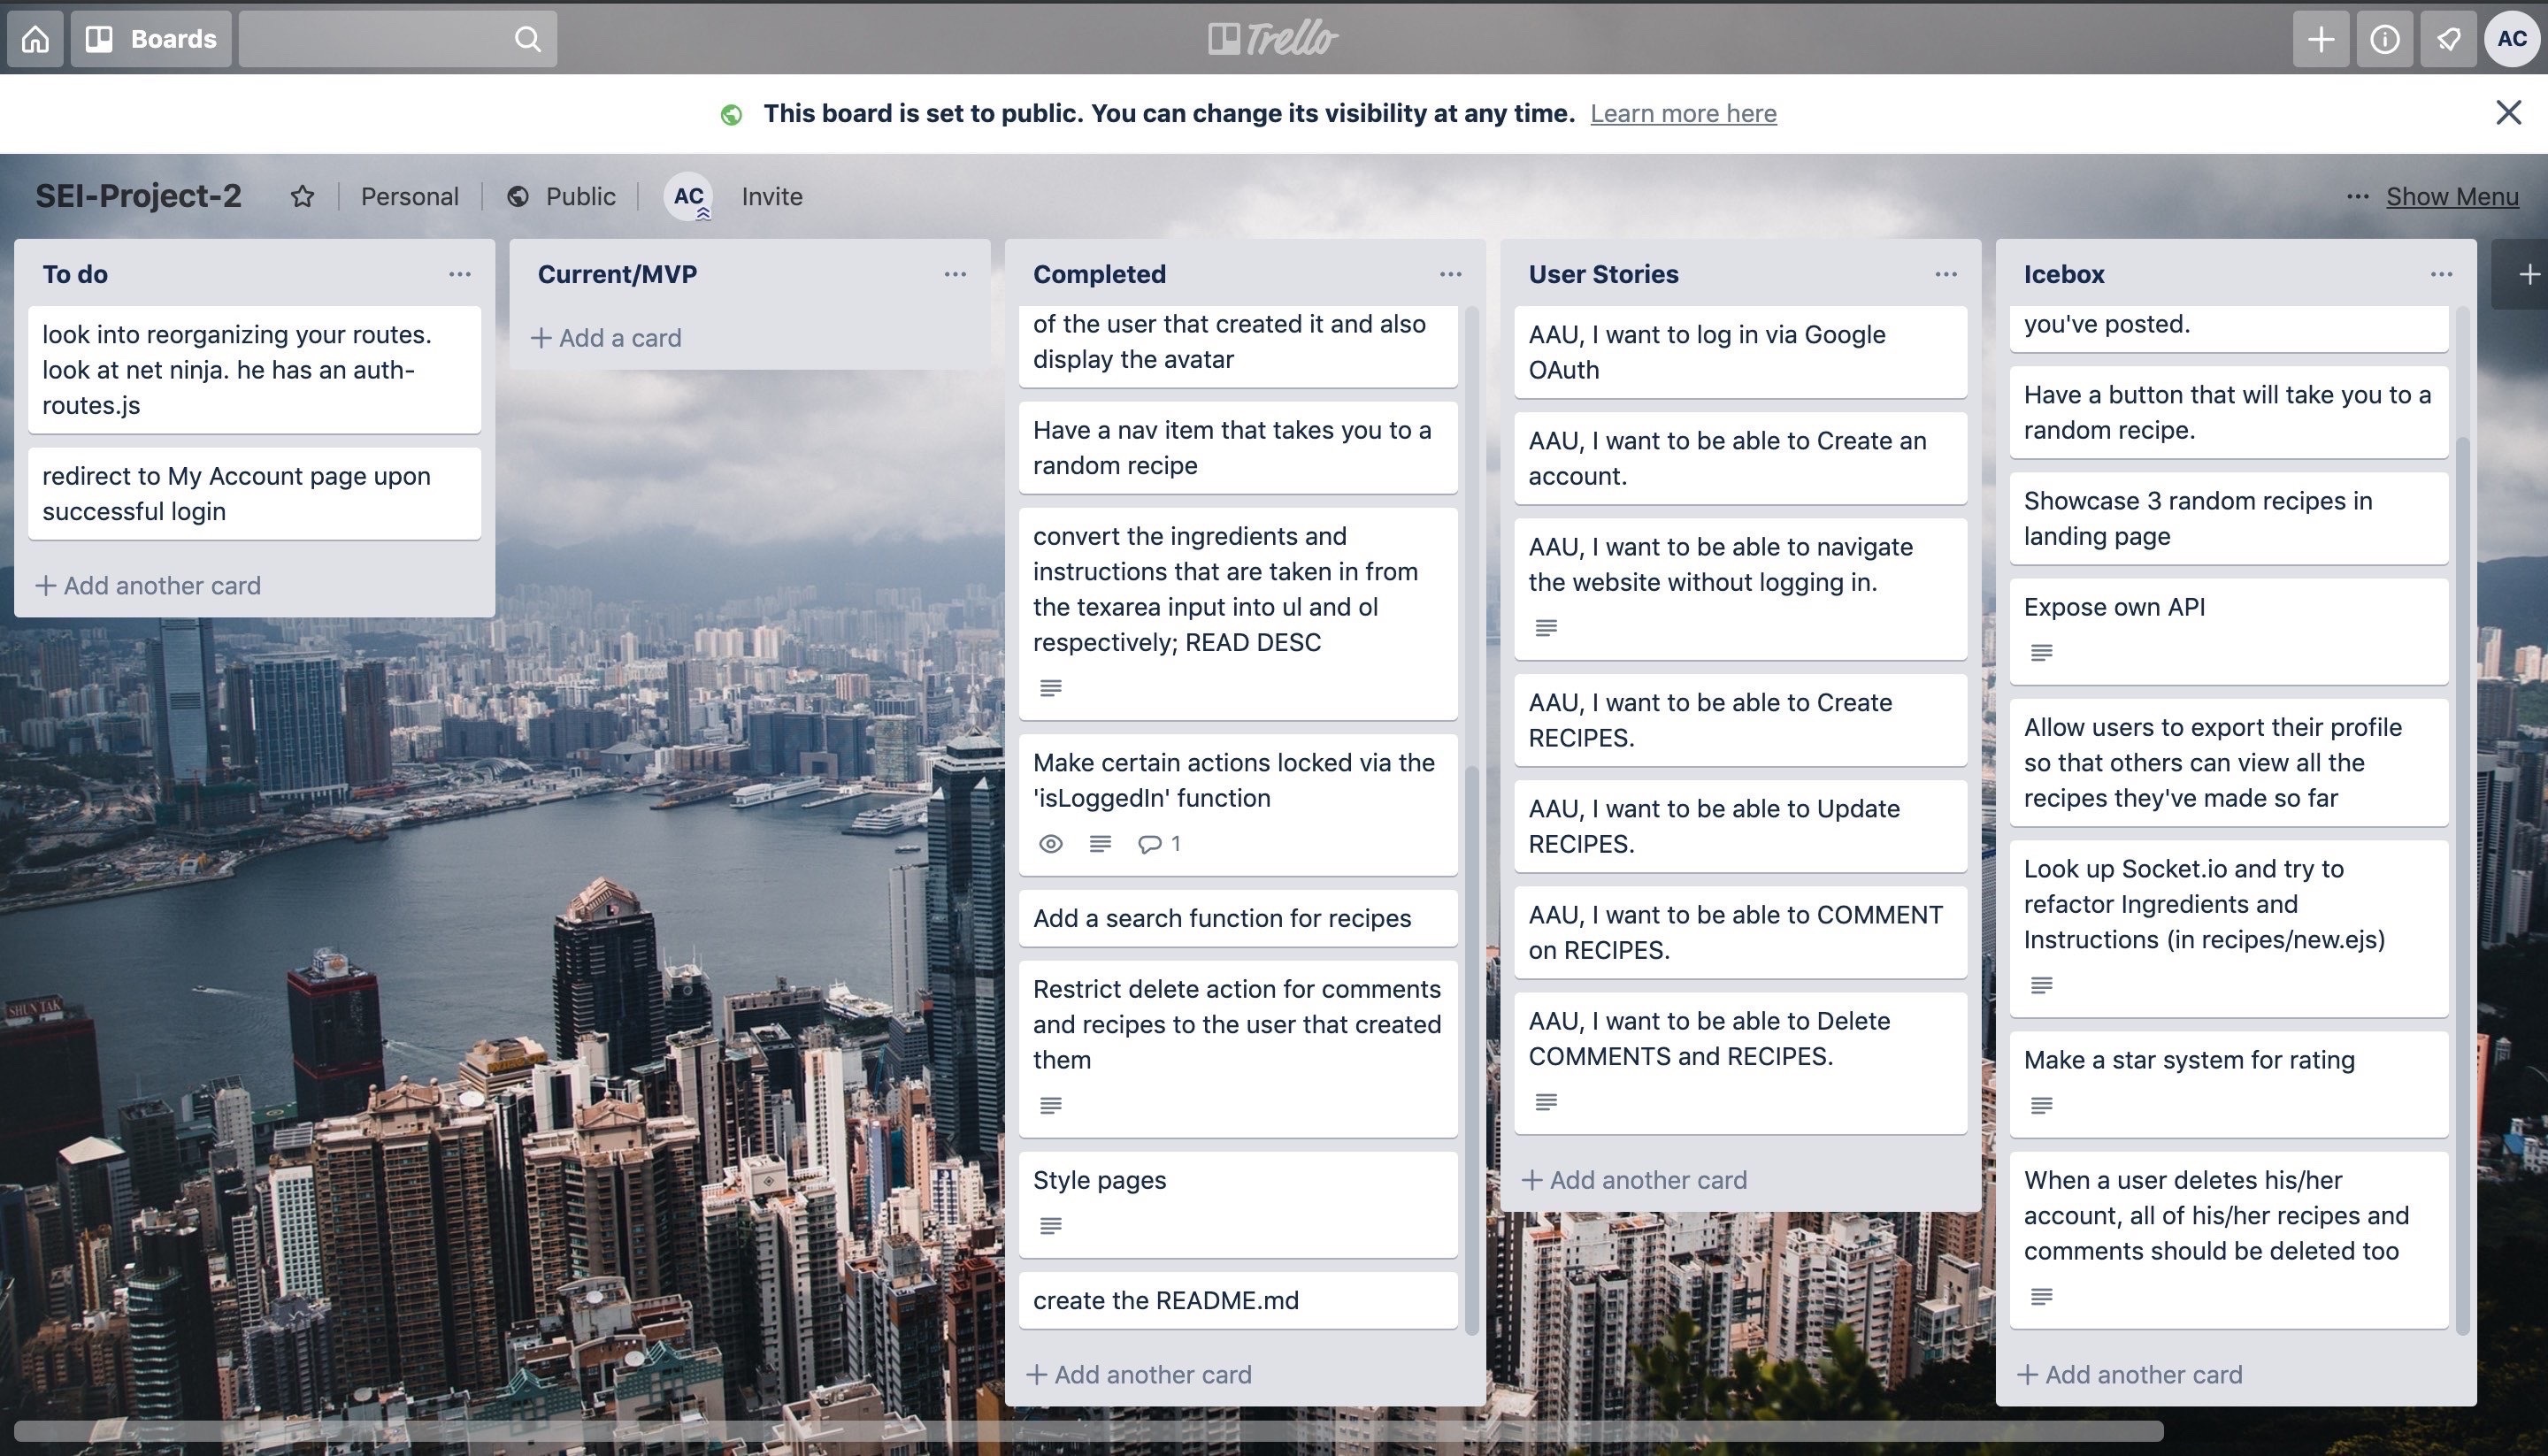 Boards
Trello
AC
This board is set to public. You can change its visibility at any time. Learn more here
SEI-Project-2
Personal
Public
AC
Invite
... Show Menu
To do
look into reorganizing your routes.
look at net ninja. he has an auth-
routes.js
redirect to My Account page upon
successful login
+ Add another card
Current/MVP
+ Add a card
Completed
of the user that created it and also
display the avatar
Have a nav item that takes you to a
random recipe
convert the ingredients and
instructions that are taken in from
the texarea input into ul and ol
respectively; READ DESC
Make certain actions locked via the
'isLoggedIn' function
1
Add a search function for recipes
Restrict delete action for comments
and recipes to the user that created
them
Style pages
create the README.md
+ Add another card
User Stories
AAU, I want to log in via Google
OAuth
AAU, I want to be able to Create an
account.
AAU, I want to be able to navigate
the website without logging in.
AAU, I want to be able to Create
RECIPES.
AAU, I want to be able to Update
RECIPES.
AAU, I want to be able to COMMENT
on RECIPES.
AAU, I want to be able to Delete
COMMENTS and RECIPES.
+ Add another card
Icebox
you've posted.
Have a button that will take you to a
random recipe.
Showcase 3 random recipes in
landing page
Expose own API
Allow users to export their profile
so that others can view all the
recipes they've made so far
Look up Socket.io and try to
refactor Ingredients and
Instructions (in recipes/new.ejs)
Make a star system for rating
When a user deletes his/her
account, all of his/her recipes and
comments should be deleted too
+ Add another card
SHUN TAK